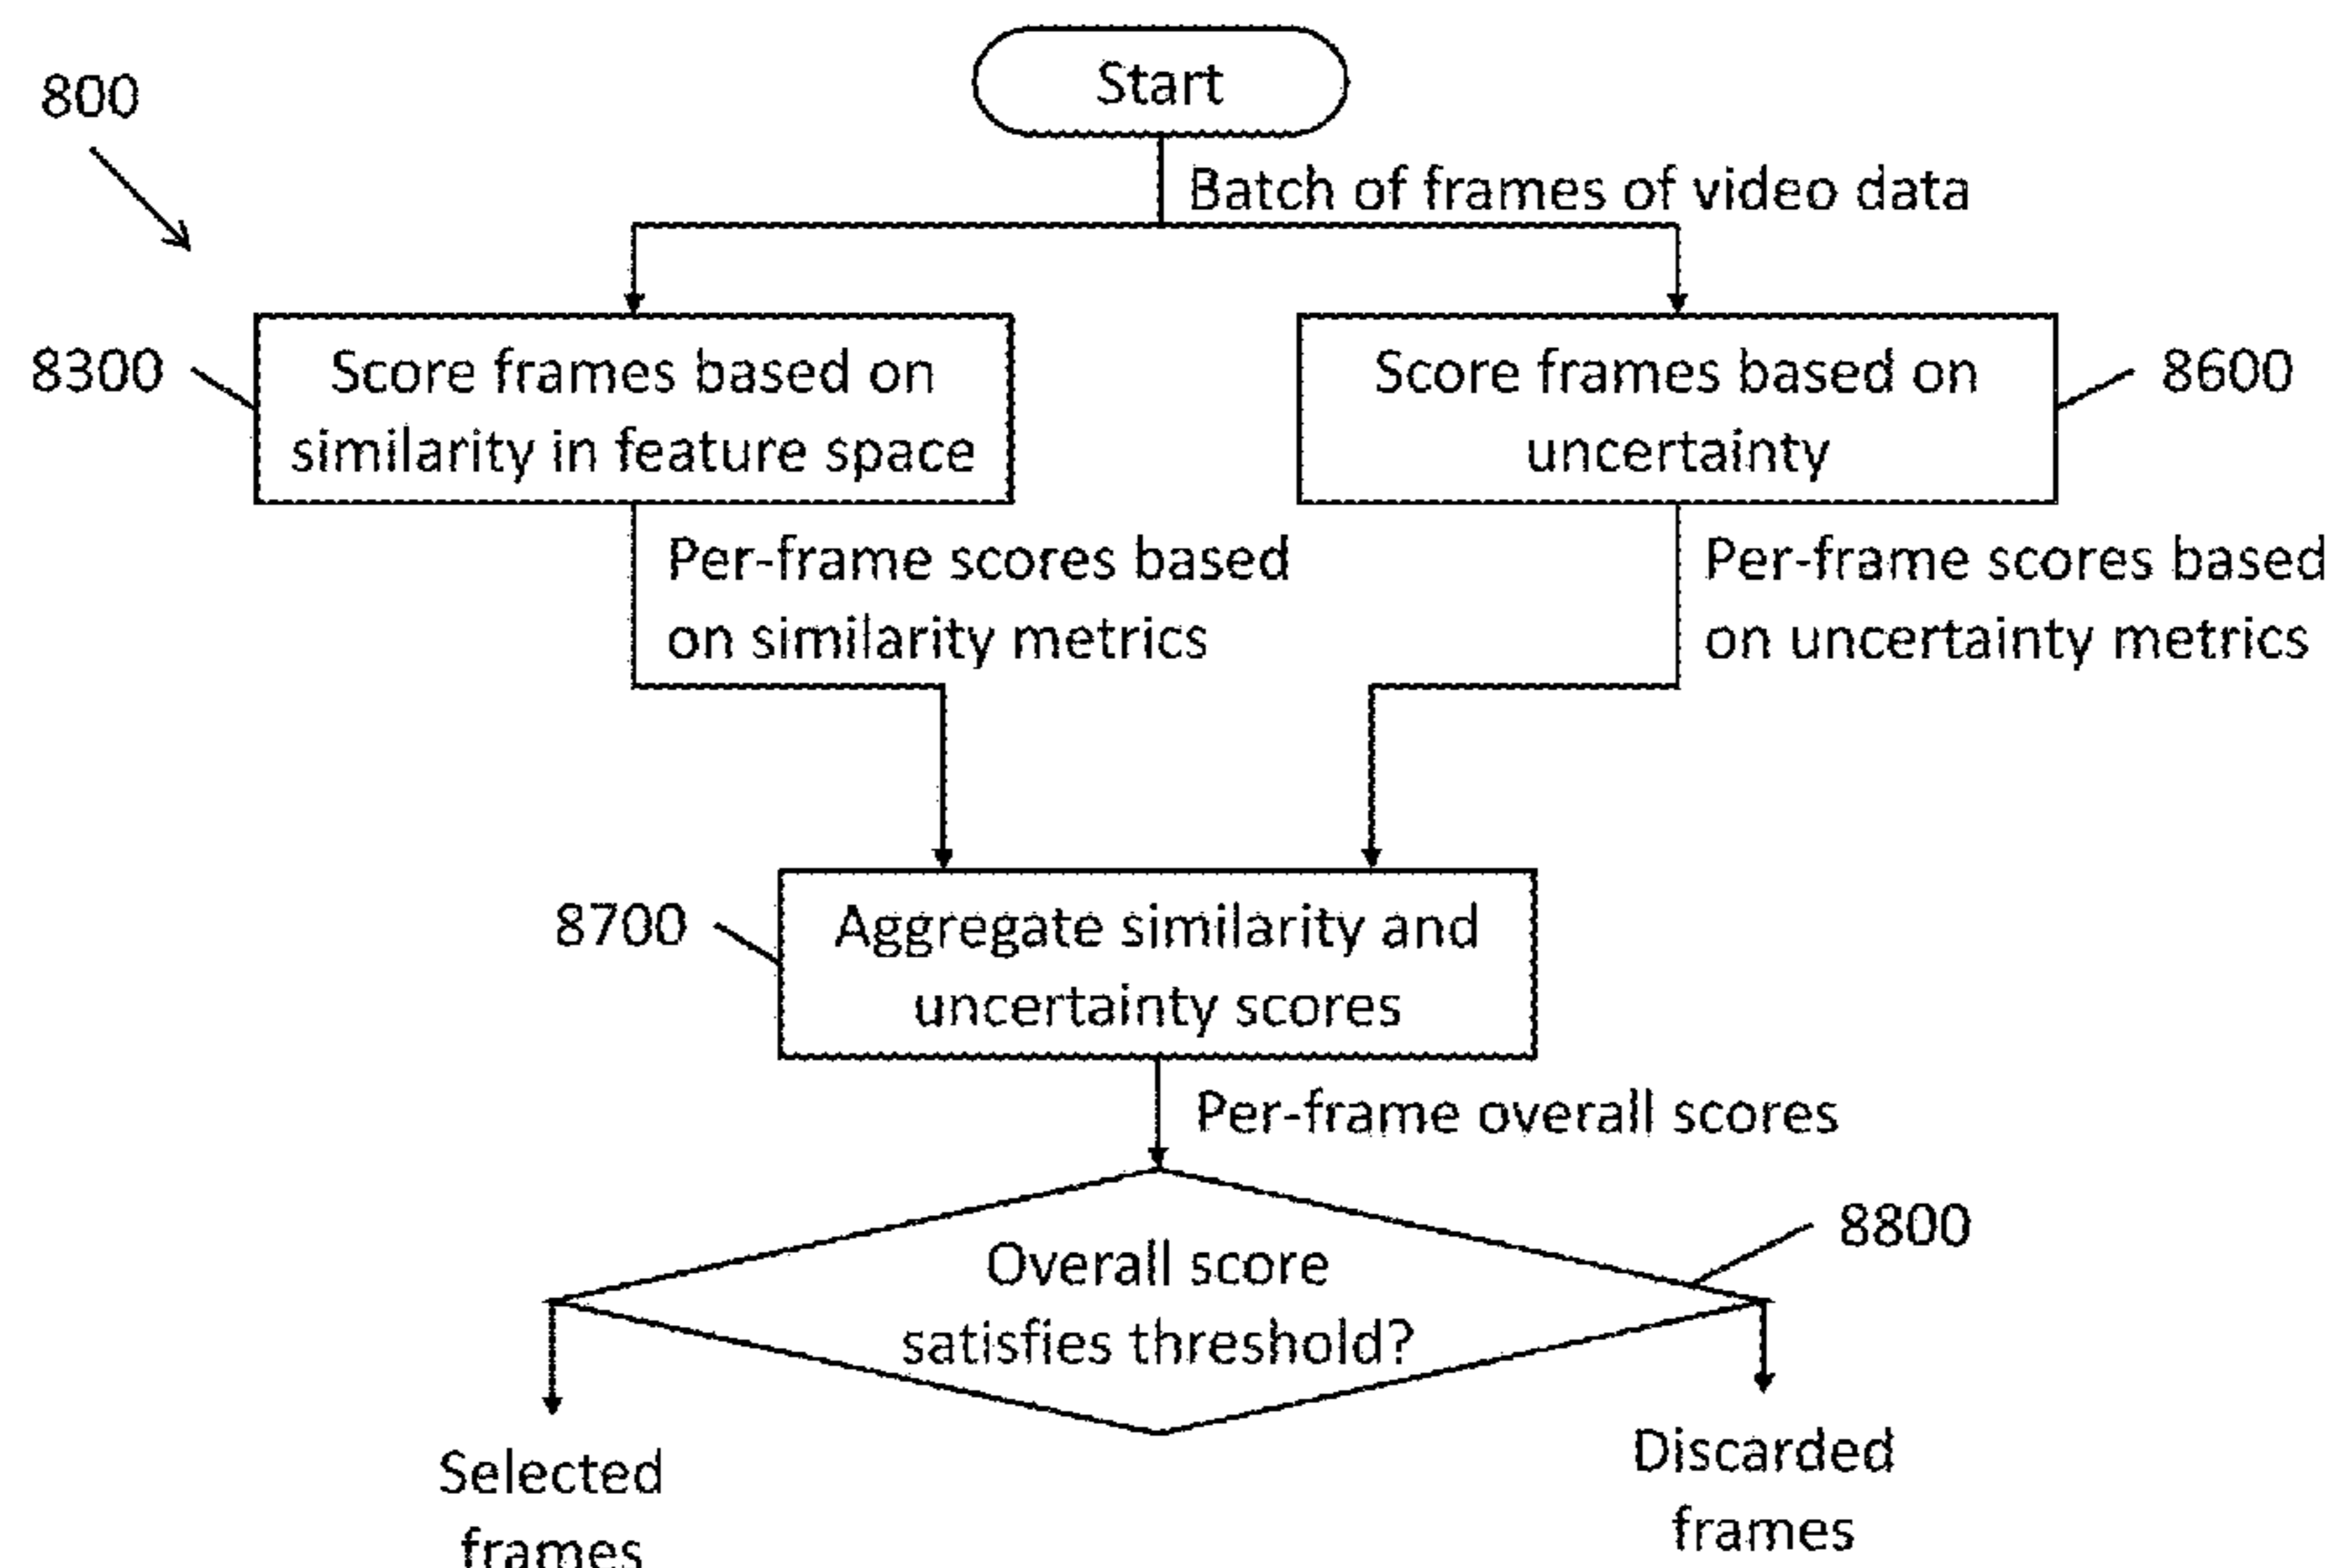 800
Start
Batch of frames of video data
8300
Score frames based on
similarity in feature space
Score frames based on
uncertainty
8600
Per-frame scores based
on similarity metrics
Per-frame scores based
on uncertainty metrics
8700
Aggregate similarity and
uncertainty scores
Per-frame overall scores
8800
Overall score
satisfies threshold?
Selected
frames
Discarded
frames